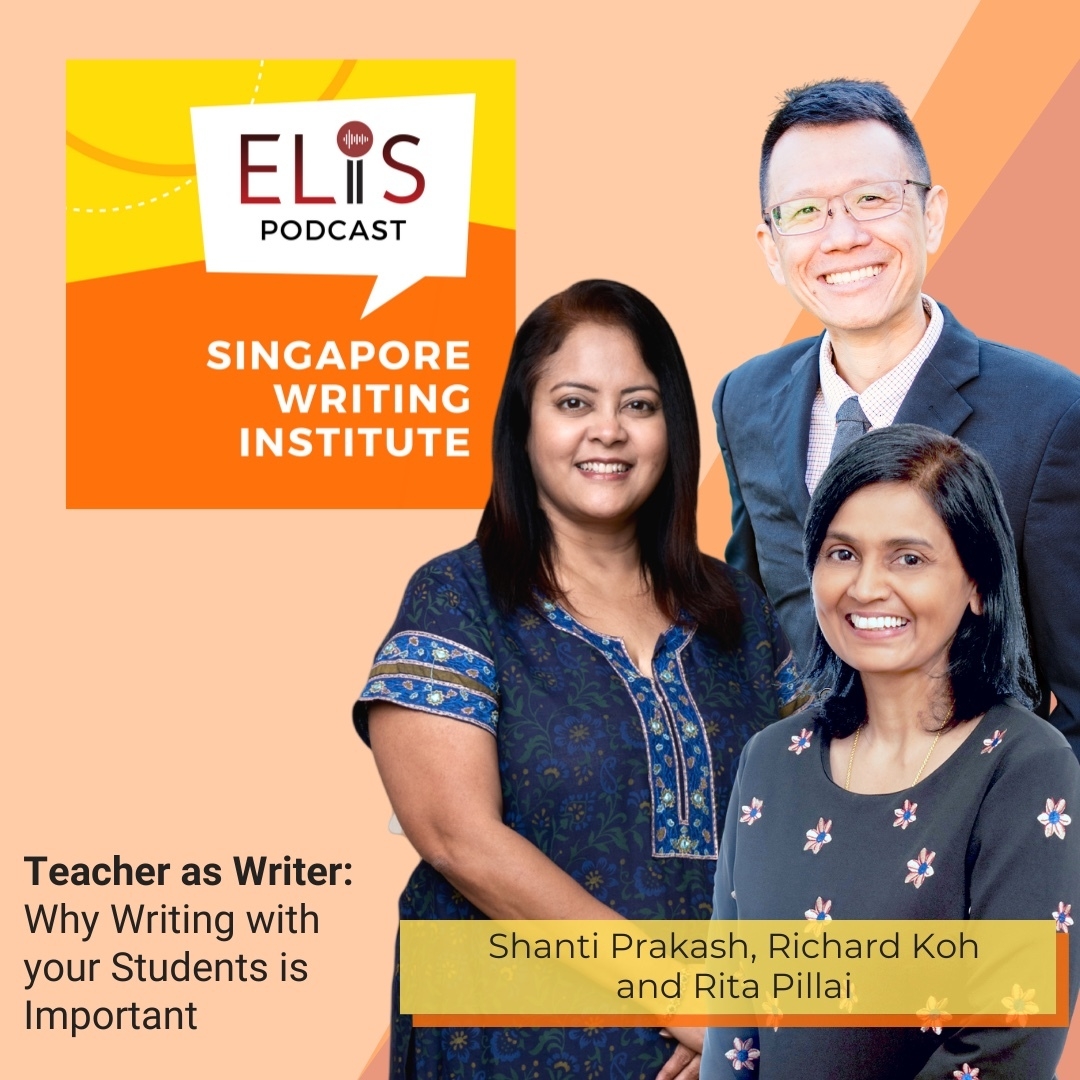 ELiS
PODCAST
SINGAPORE
WRITING
INSTITUTE
Teacher as Writer:
Why Writing with
your Students is
Important
Shanti Prakash, Richard Koh
and Rita Pillai